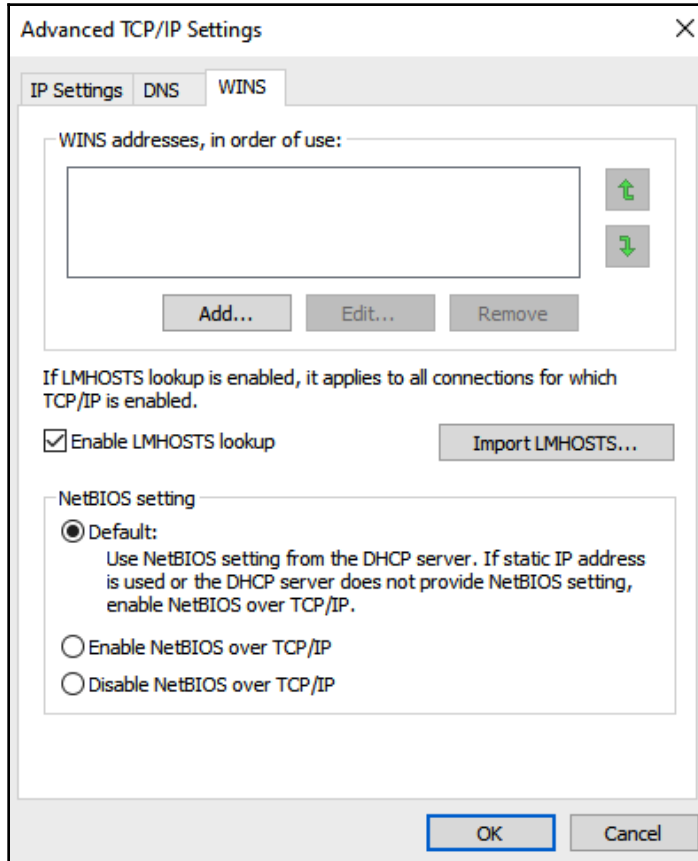 Advanced TCP/IP Settings
IP Settings DNS WINS
WINS addresses, in order of use:
Add... Edit... Remove
If LMHOSTS lookup is enabled, it applies to all connections for which
TCP/IP is enabled.
Enable LMHOSTS lookup Import LMHOSTS...
NetBIOS setting
Default:
Use NetBIOS setting from the DHCP server. If static IP address
is used or the DHCP server does not provide NetBIOS setting,
enable NetBIOS over TCP/IP.
Enable NetBIOS over TCP/IP
Disable NetBIOS over TCP/IP
OK Cancel